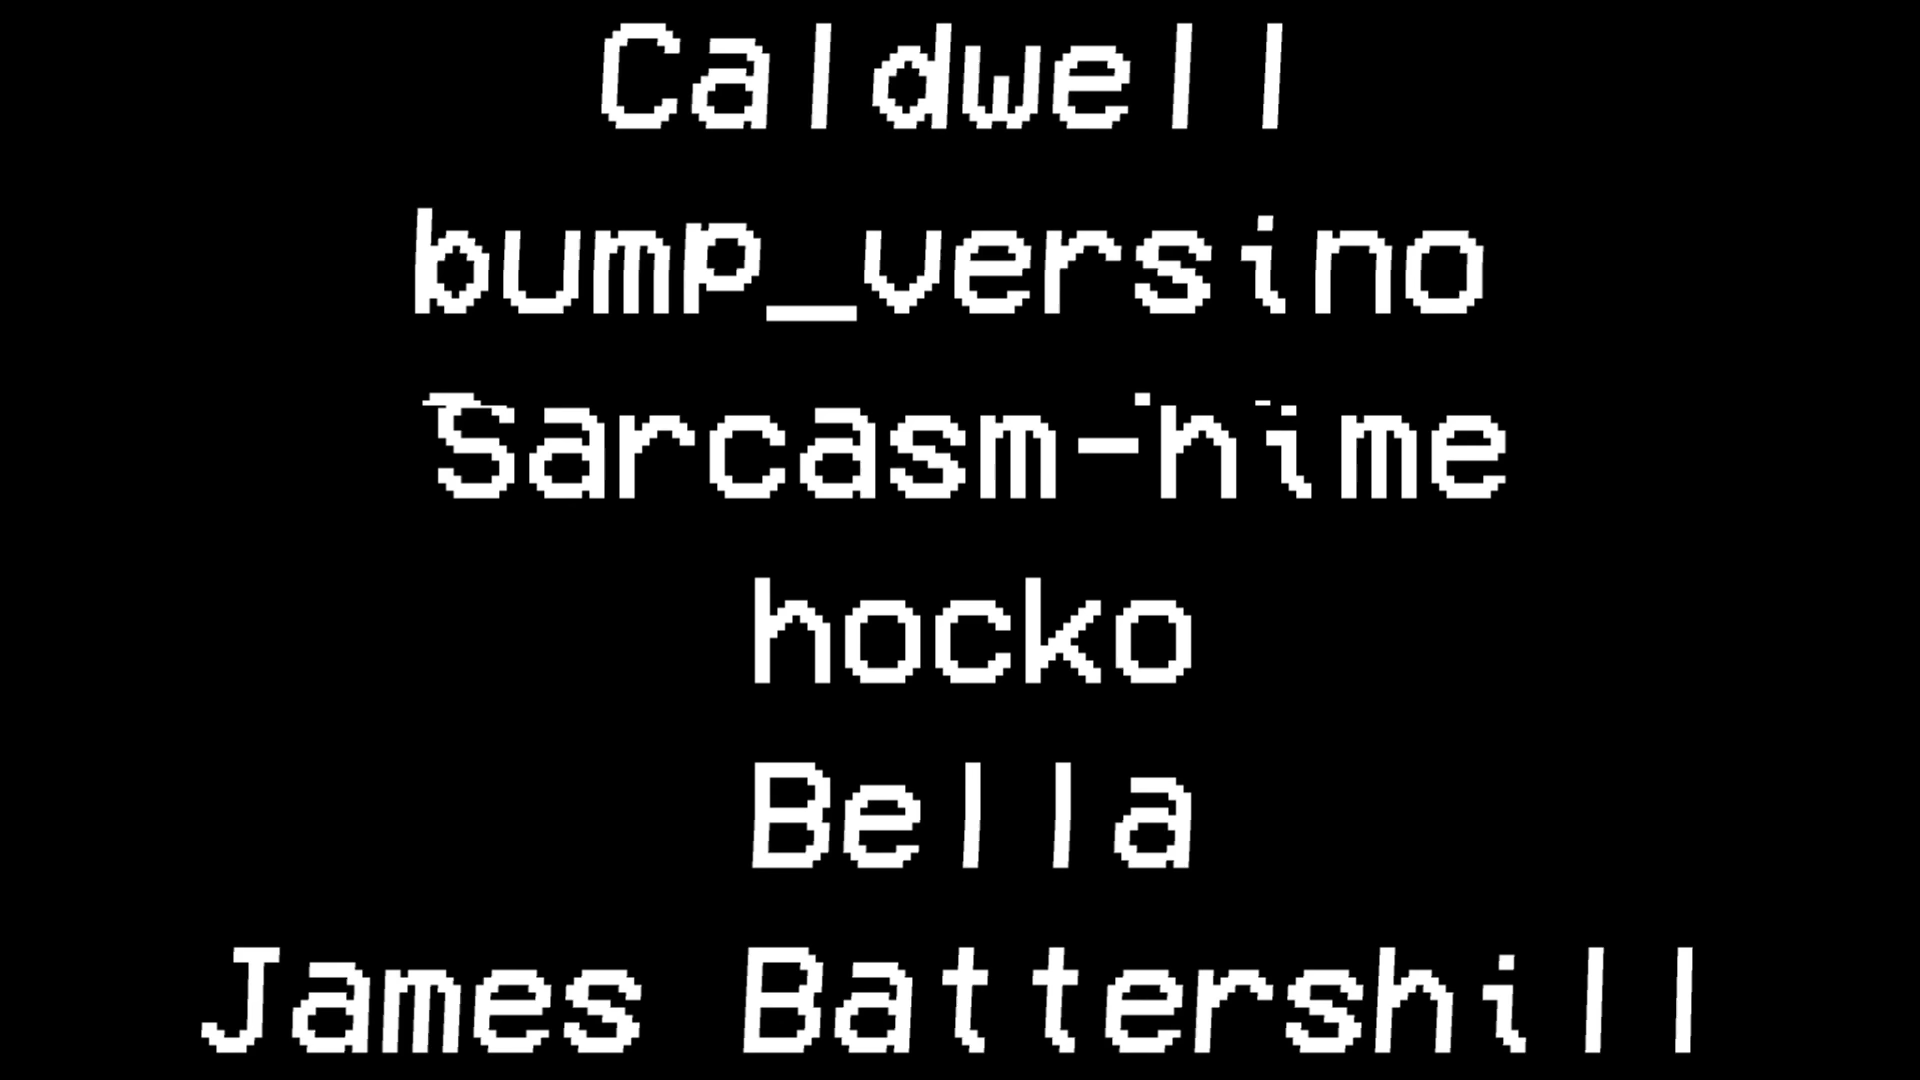 Caldwell
bump_versino
Sarcasm-hime
hocko
Bella
James Battershill